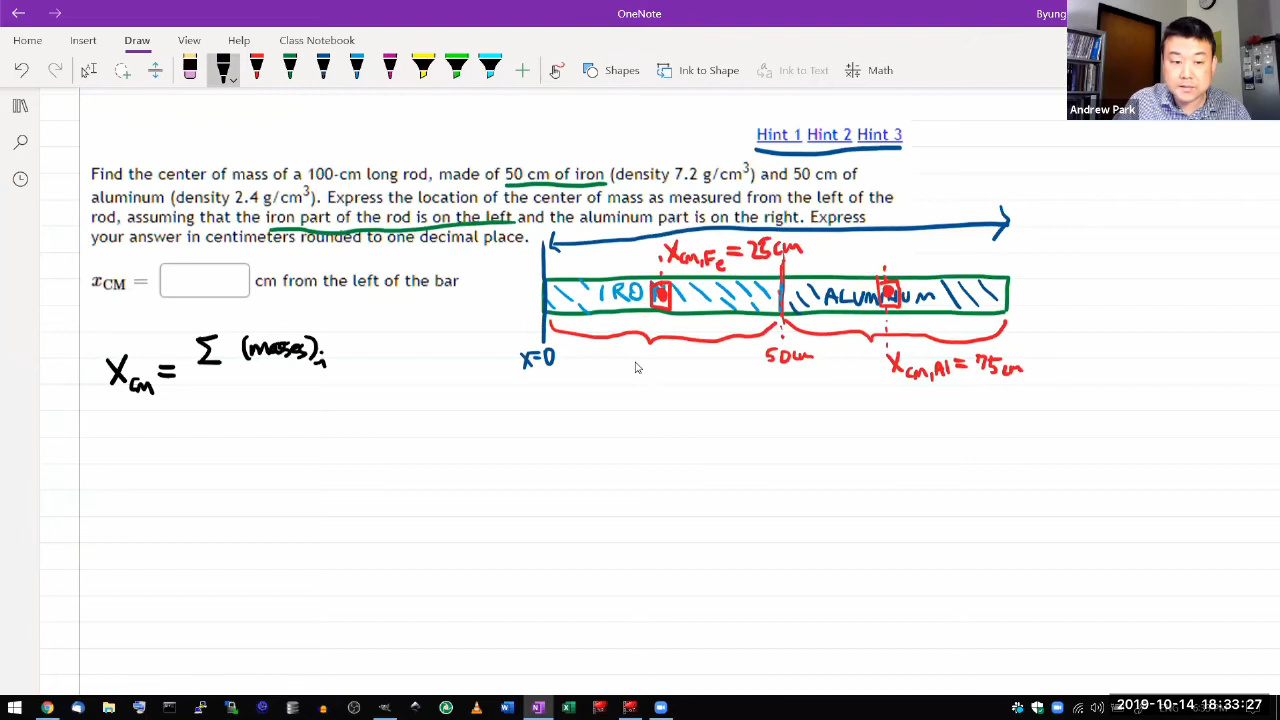 OneNote
Byung
Home Insert Draw View Help Class Notebook
Shapes Ink to Shape Ink to Text Math
Andrew Park
Hint 1 Hint 2 Hint 3
Find the center of mass of a 100-cm long rod, made of 50 cm of iron (density 7.2 g/cm³) and 50 cm of
aluminum (density 2.4 g/cm³). Express the location of the center of mass as measured from the left of the
rod, assuming that the iron part of the rod is on the left and the aluminum part is on the right. Express
your answer in centimeters rounded to one decimal place.
X_cm,Fe = 25cm
x_CM = cm from the left of the bar
IRON ALUMINUM
X_cm = Σ (masses)_i
x=0
50cm
X_cm,Al = 75cm
2019-10-14 18:33:27